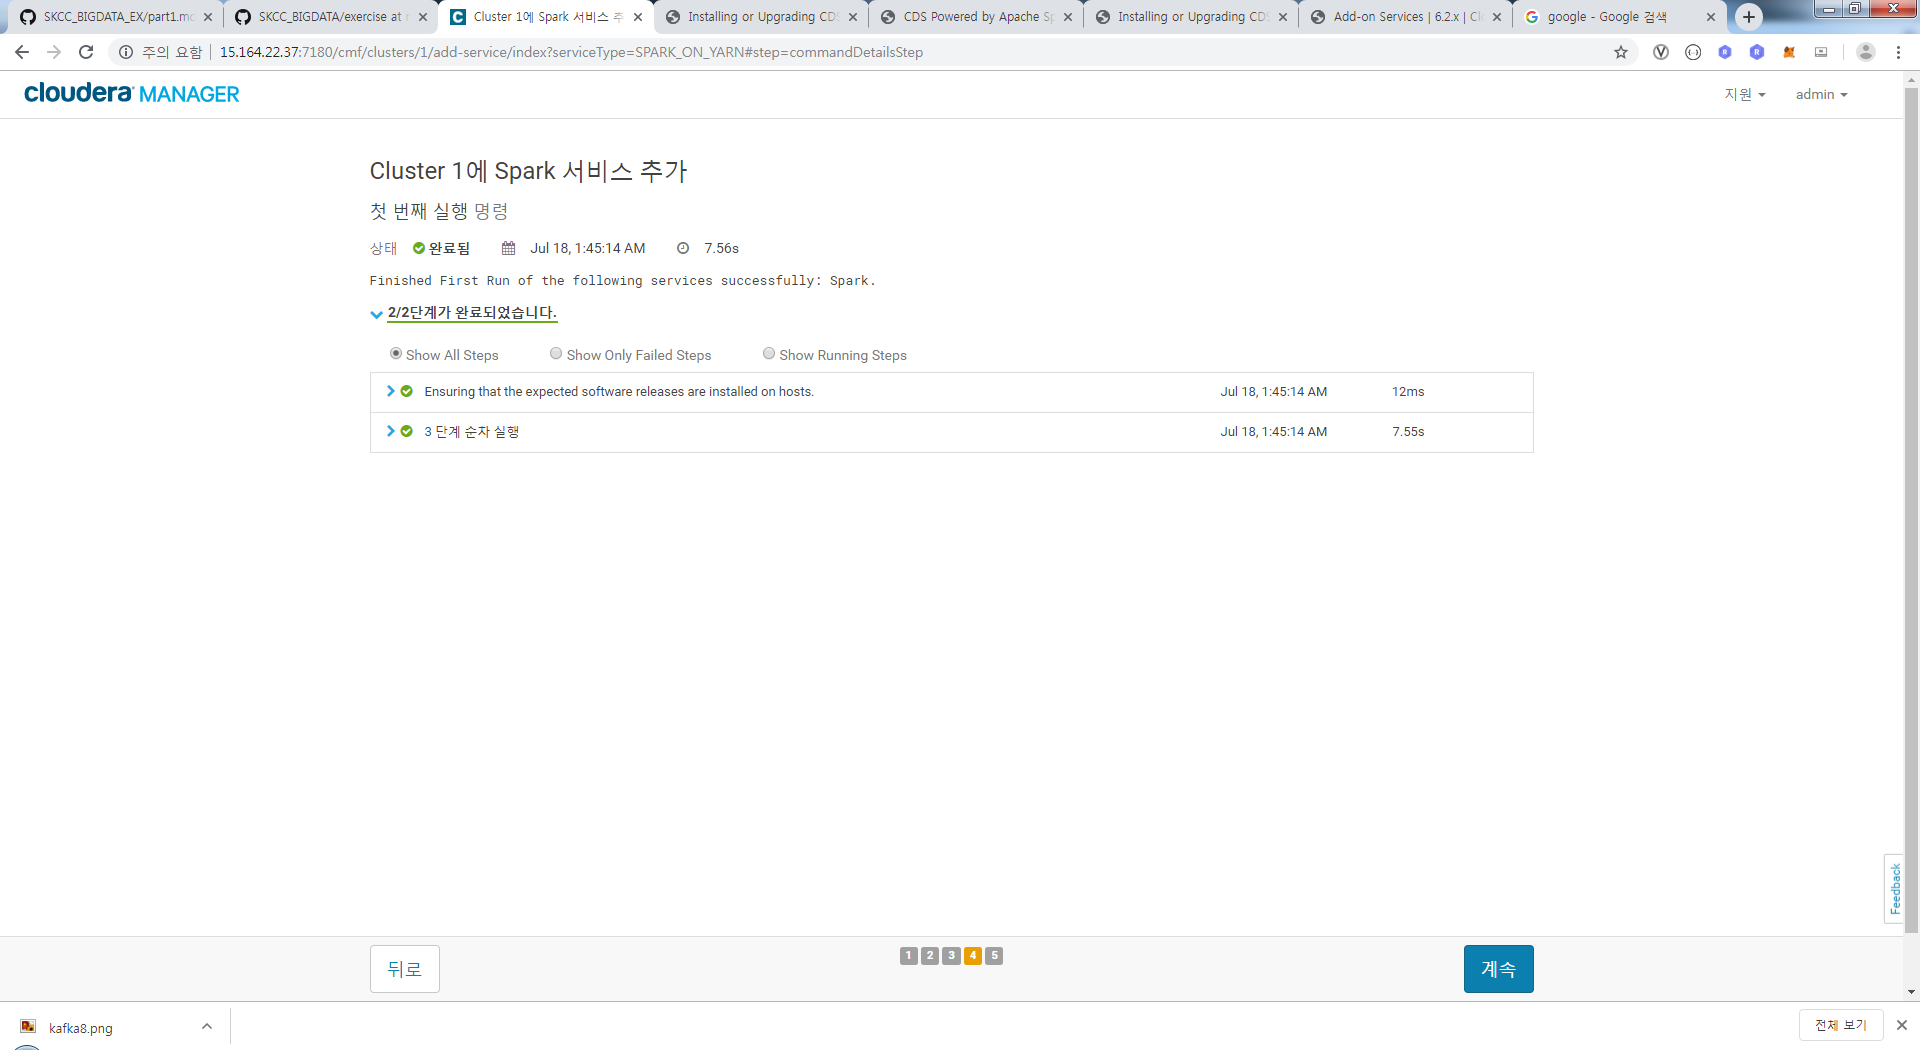 SKCC_BIGDATA_EX/part1.mc
SKCC_BIGDATA/exercise at
Cluster 1에 Spark 서비스 추
Installing or Upgrading CDS
CDS Powered by Apache Sp
Installing or Upgrading CDS
Add-on Services | 6.2.x | Cl
google - Google 검색
주의 요함
15.164.22.37:7180/cmf/clusters/1/add-service/index?serviceType=SPARK_ON_YARN#step=commandDetailsStep
cloudera MANAGER
지원
admin
Cluster 1에 Spark 서비스 추가
첫 번째 실행 명령
상태 완료됨 Jul 18, 1:45:14 AM 7.56s
Finished First Run of the following services successfully: Spark.
2/2단계가 완료되었습니다.
Show All Steps Show Only Failed Steps Show Running Steps
Ensuring that the expected software releases are installed on hosts. Jul 18, 1:45:14 AM 12ms
3 단계 순차 실행 Jul 18, 1:45:14 AM 7.55s
Feedback
뒤로
1 2 3 4 5
계속
kafka8.png
전체 보기